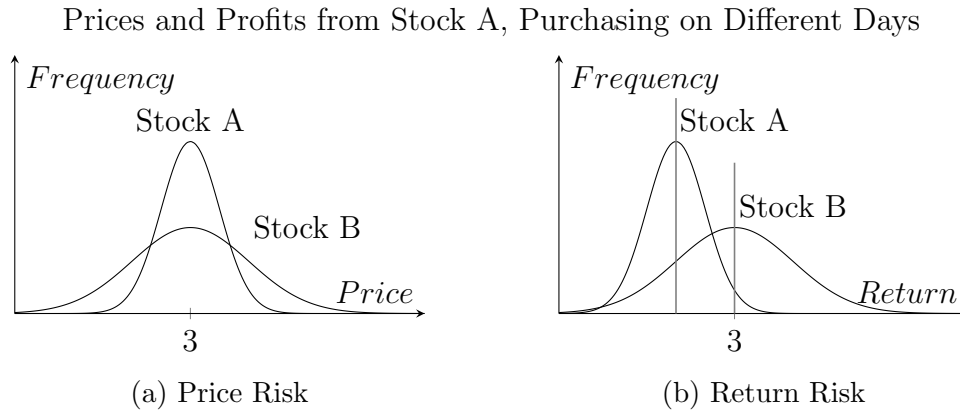 Prices and Profits from Stock A, Purchasing on Different Days
Frequency
Stock A
Stock B
Price
3
(a) Price Risk
Frequency
Stock A
Stock B
Return
3
(b) Return Risk